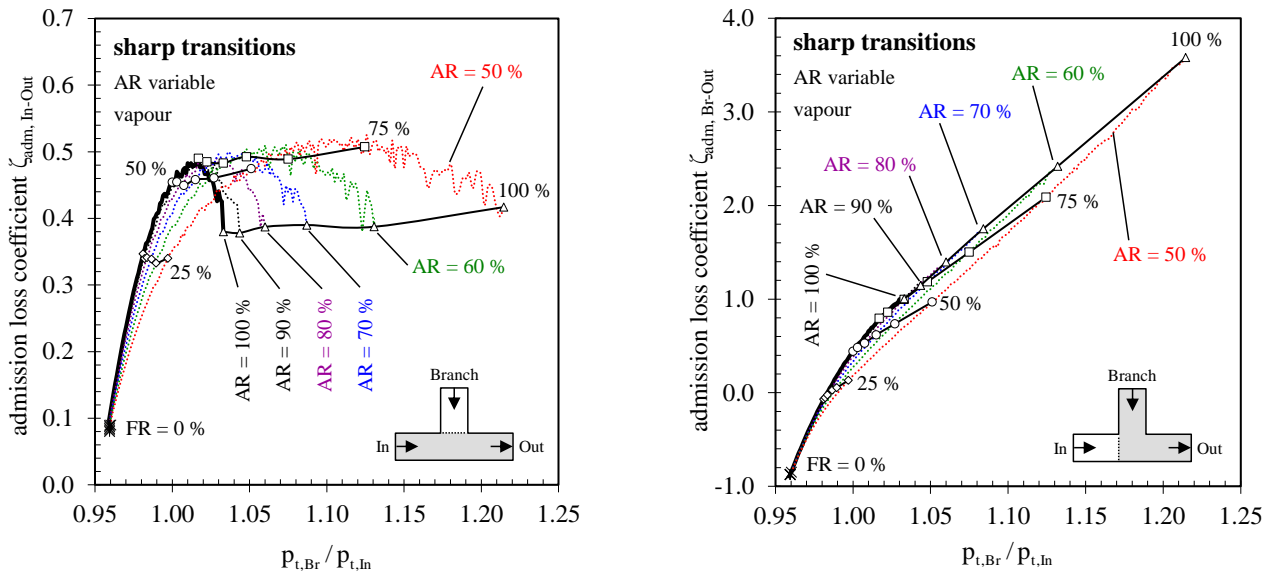 0.7
0.6
0.5
0.4
0.3
0.2
0.1
0.0
admission loss coefficient ζadm, In-Out
sharp transitions
AR variable
vapour
AR = 50 %
75 %
50 %
100 %
25 %
AR = 60 %
AR = 100 %
AR = 90 %
AR = 80 %
AR = 70 %
FR = 0 %
Branch
In
Out
0.95 1.00 1.05 1.10 1.15 1.20 1.25
pt,Br / pt,In
4.0
3.0
2.0
1.0
0.0
-1.0
admission loss coefficient ζadm, Br-Out
sharp transitions
AR variable
vapour
100 %
AR = 60 %
AR = 70 %
AR = 80 %
AR = 90 %
AR = 100 %
75 %
AR = 50 %
50 %
25 %
FR = 0 %
Branch
In
Out
0.95 1.00 1.05 1.10 1.15 1.20 1.25
pt,Br / pt,In